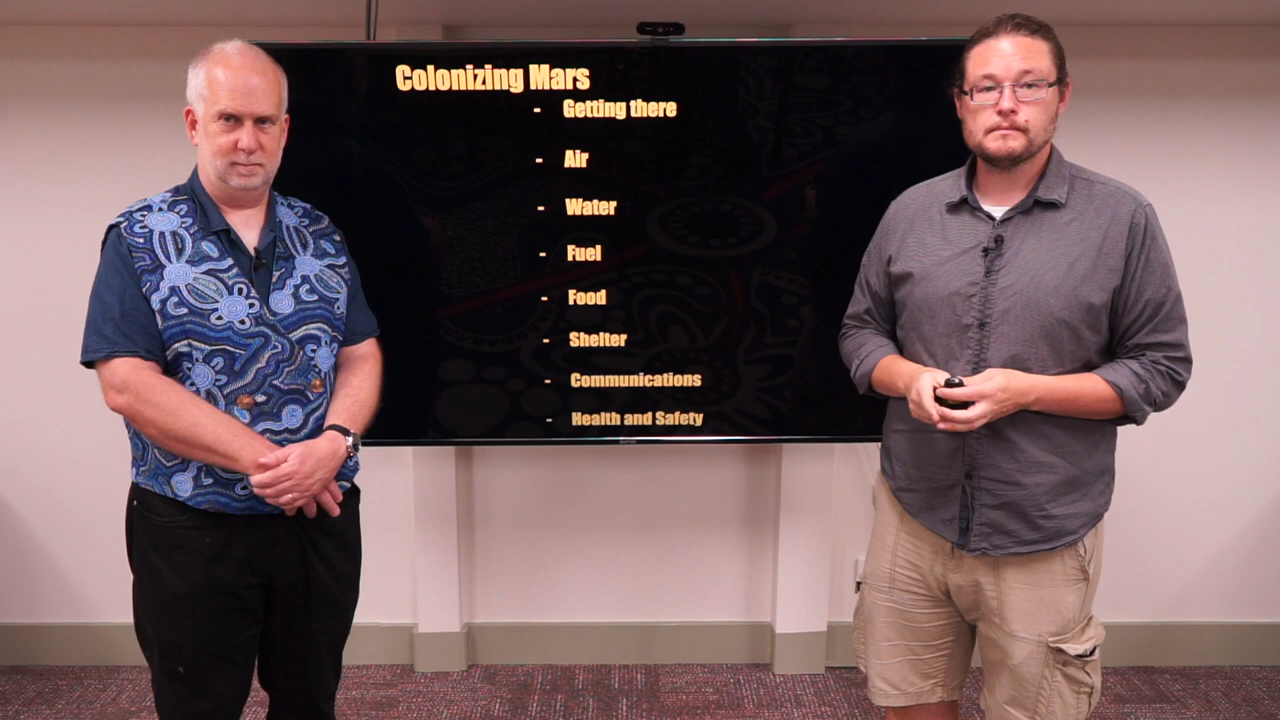 Colonizing Mars
- Getting there
- Air
- Water
- Fuel
- Food
- Shelter
- Communications
- Health and Safety